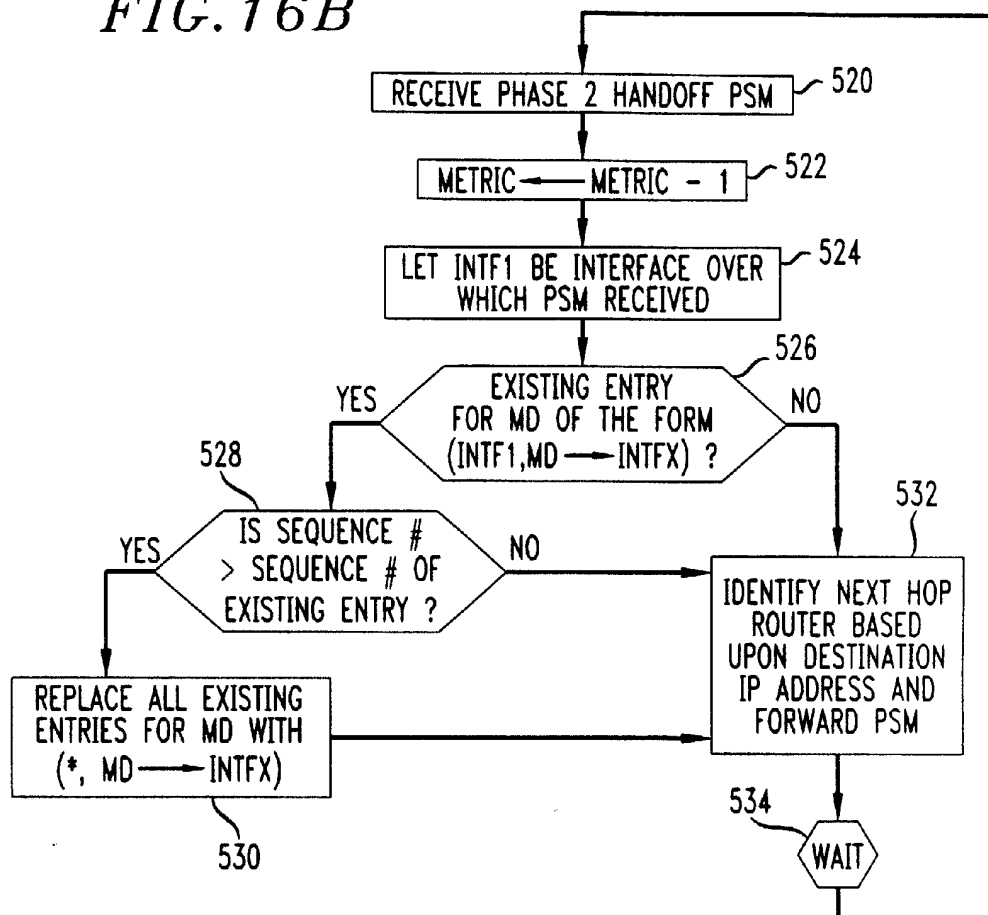 FIG. 16B
RECEIVE PHASE 2 HANDOFF PSM
520
METRIC ← METRIC - 1
522
LET INTF1 BE INTERFACE OVER
WHICH PSM RECEIVED
524
526
EXISTING ENTRY
FOR MD OF THE FORM
(INTF1,MD → INTFX) ?
YES
NO
528
IS SEQUENCE #
> SEQUENCE # OF
EXISTING ENTRY ?
YES
NO
532
IDENTIFY NEXT HOP
ROUTER BASED
UPON DESTINATION
IP ADDRESS AND
FORWARD PSM
REPLACE ALL EXISTING
ENTRIES FOR MD WITH
(*, MD → INTFX)
530
534
WAIT